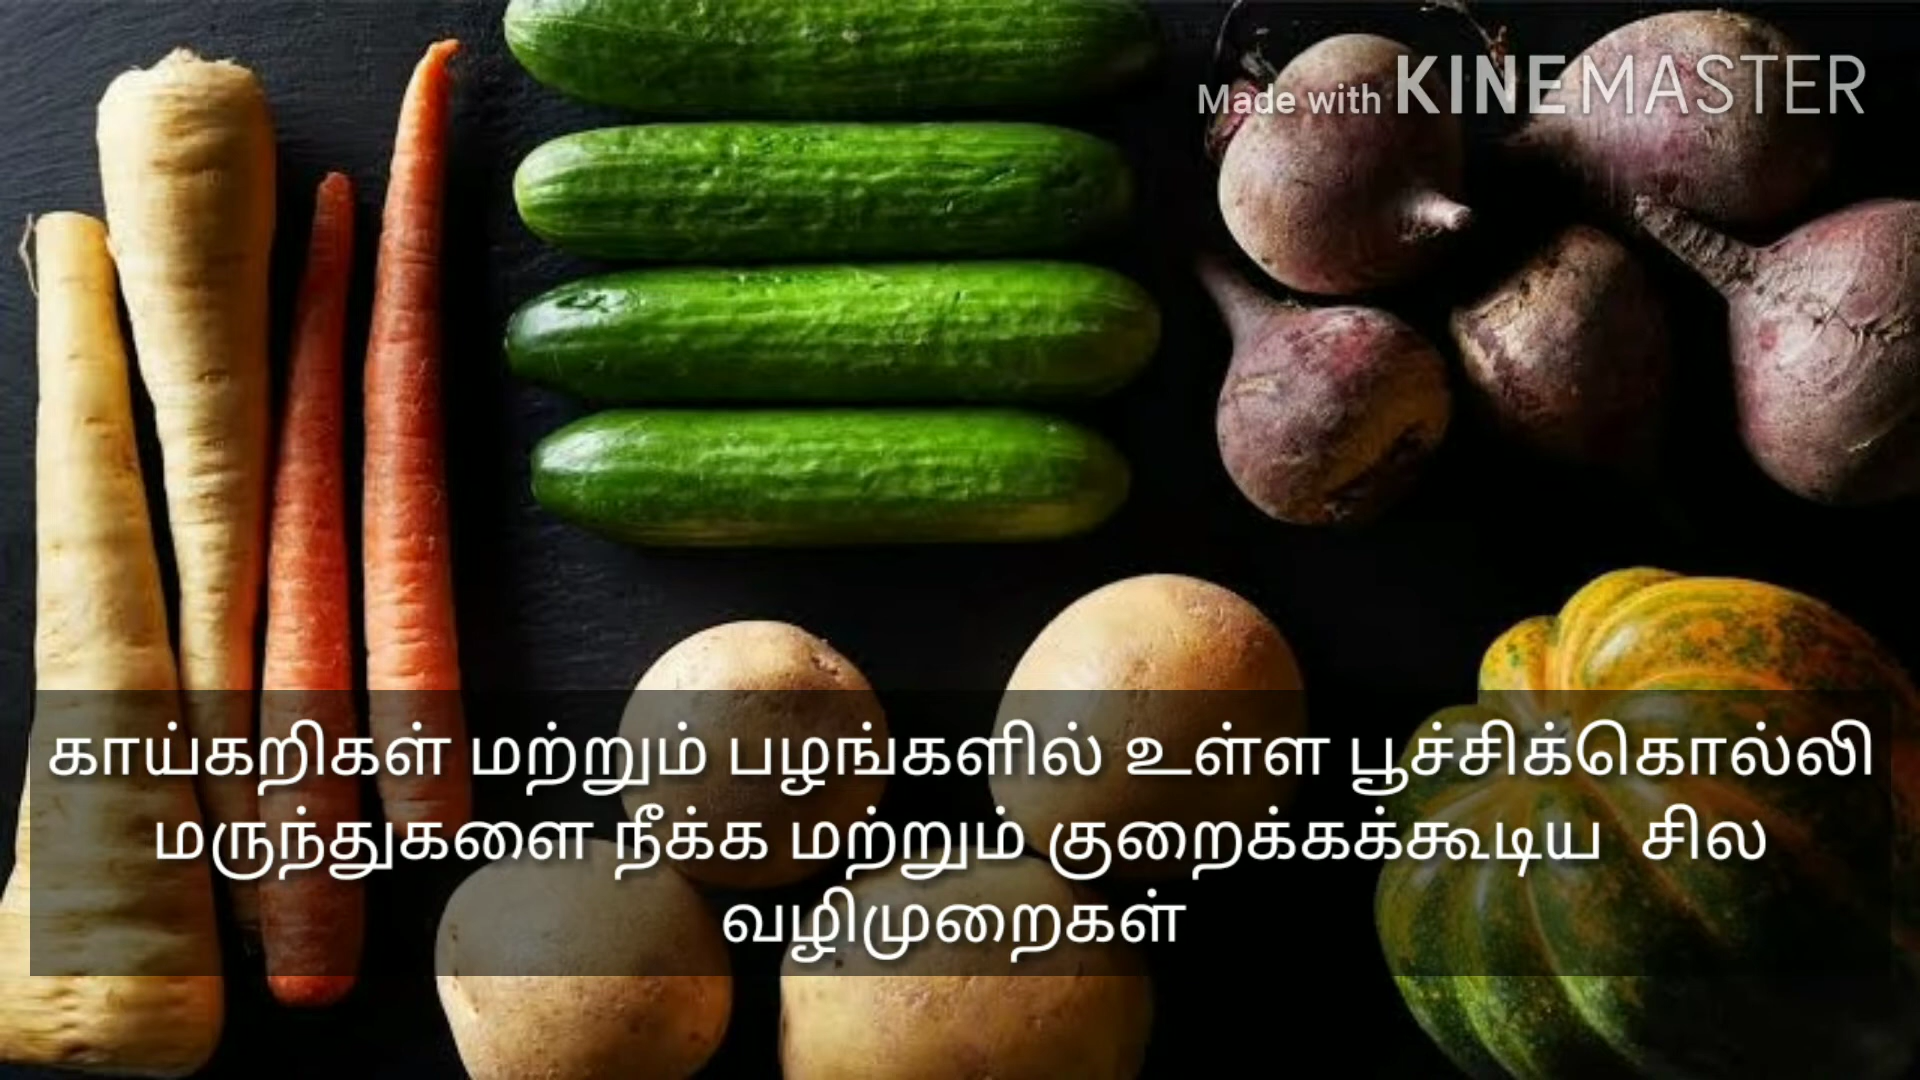 Made with KINEMASTER
காய்கறிகள் மற்றும் பழங்களில் உள்ள பூச்சிக்கொல்லி
மருந்துகளை நீக்க மற்றும் குறைக்கக்கூடிய சில
வழிமுறைகள்